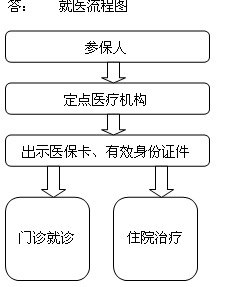 答： 就医流程图
参保人
定点医疗机构
出示医保卡、有效身份证件
门诊就诊
住院治疗